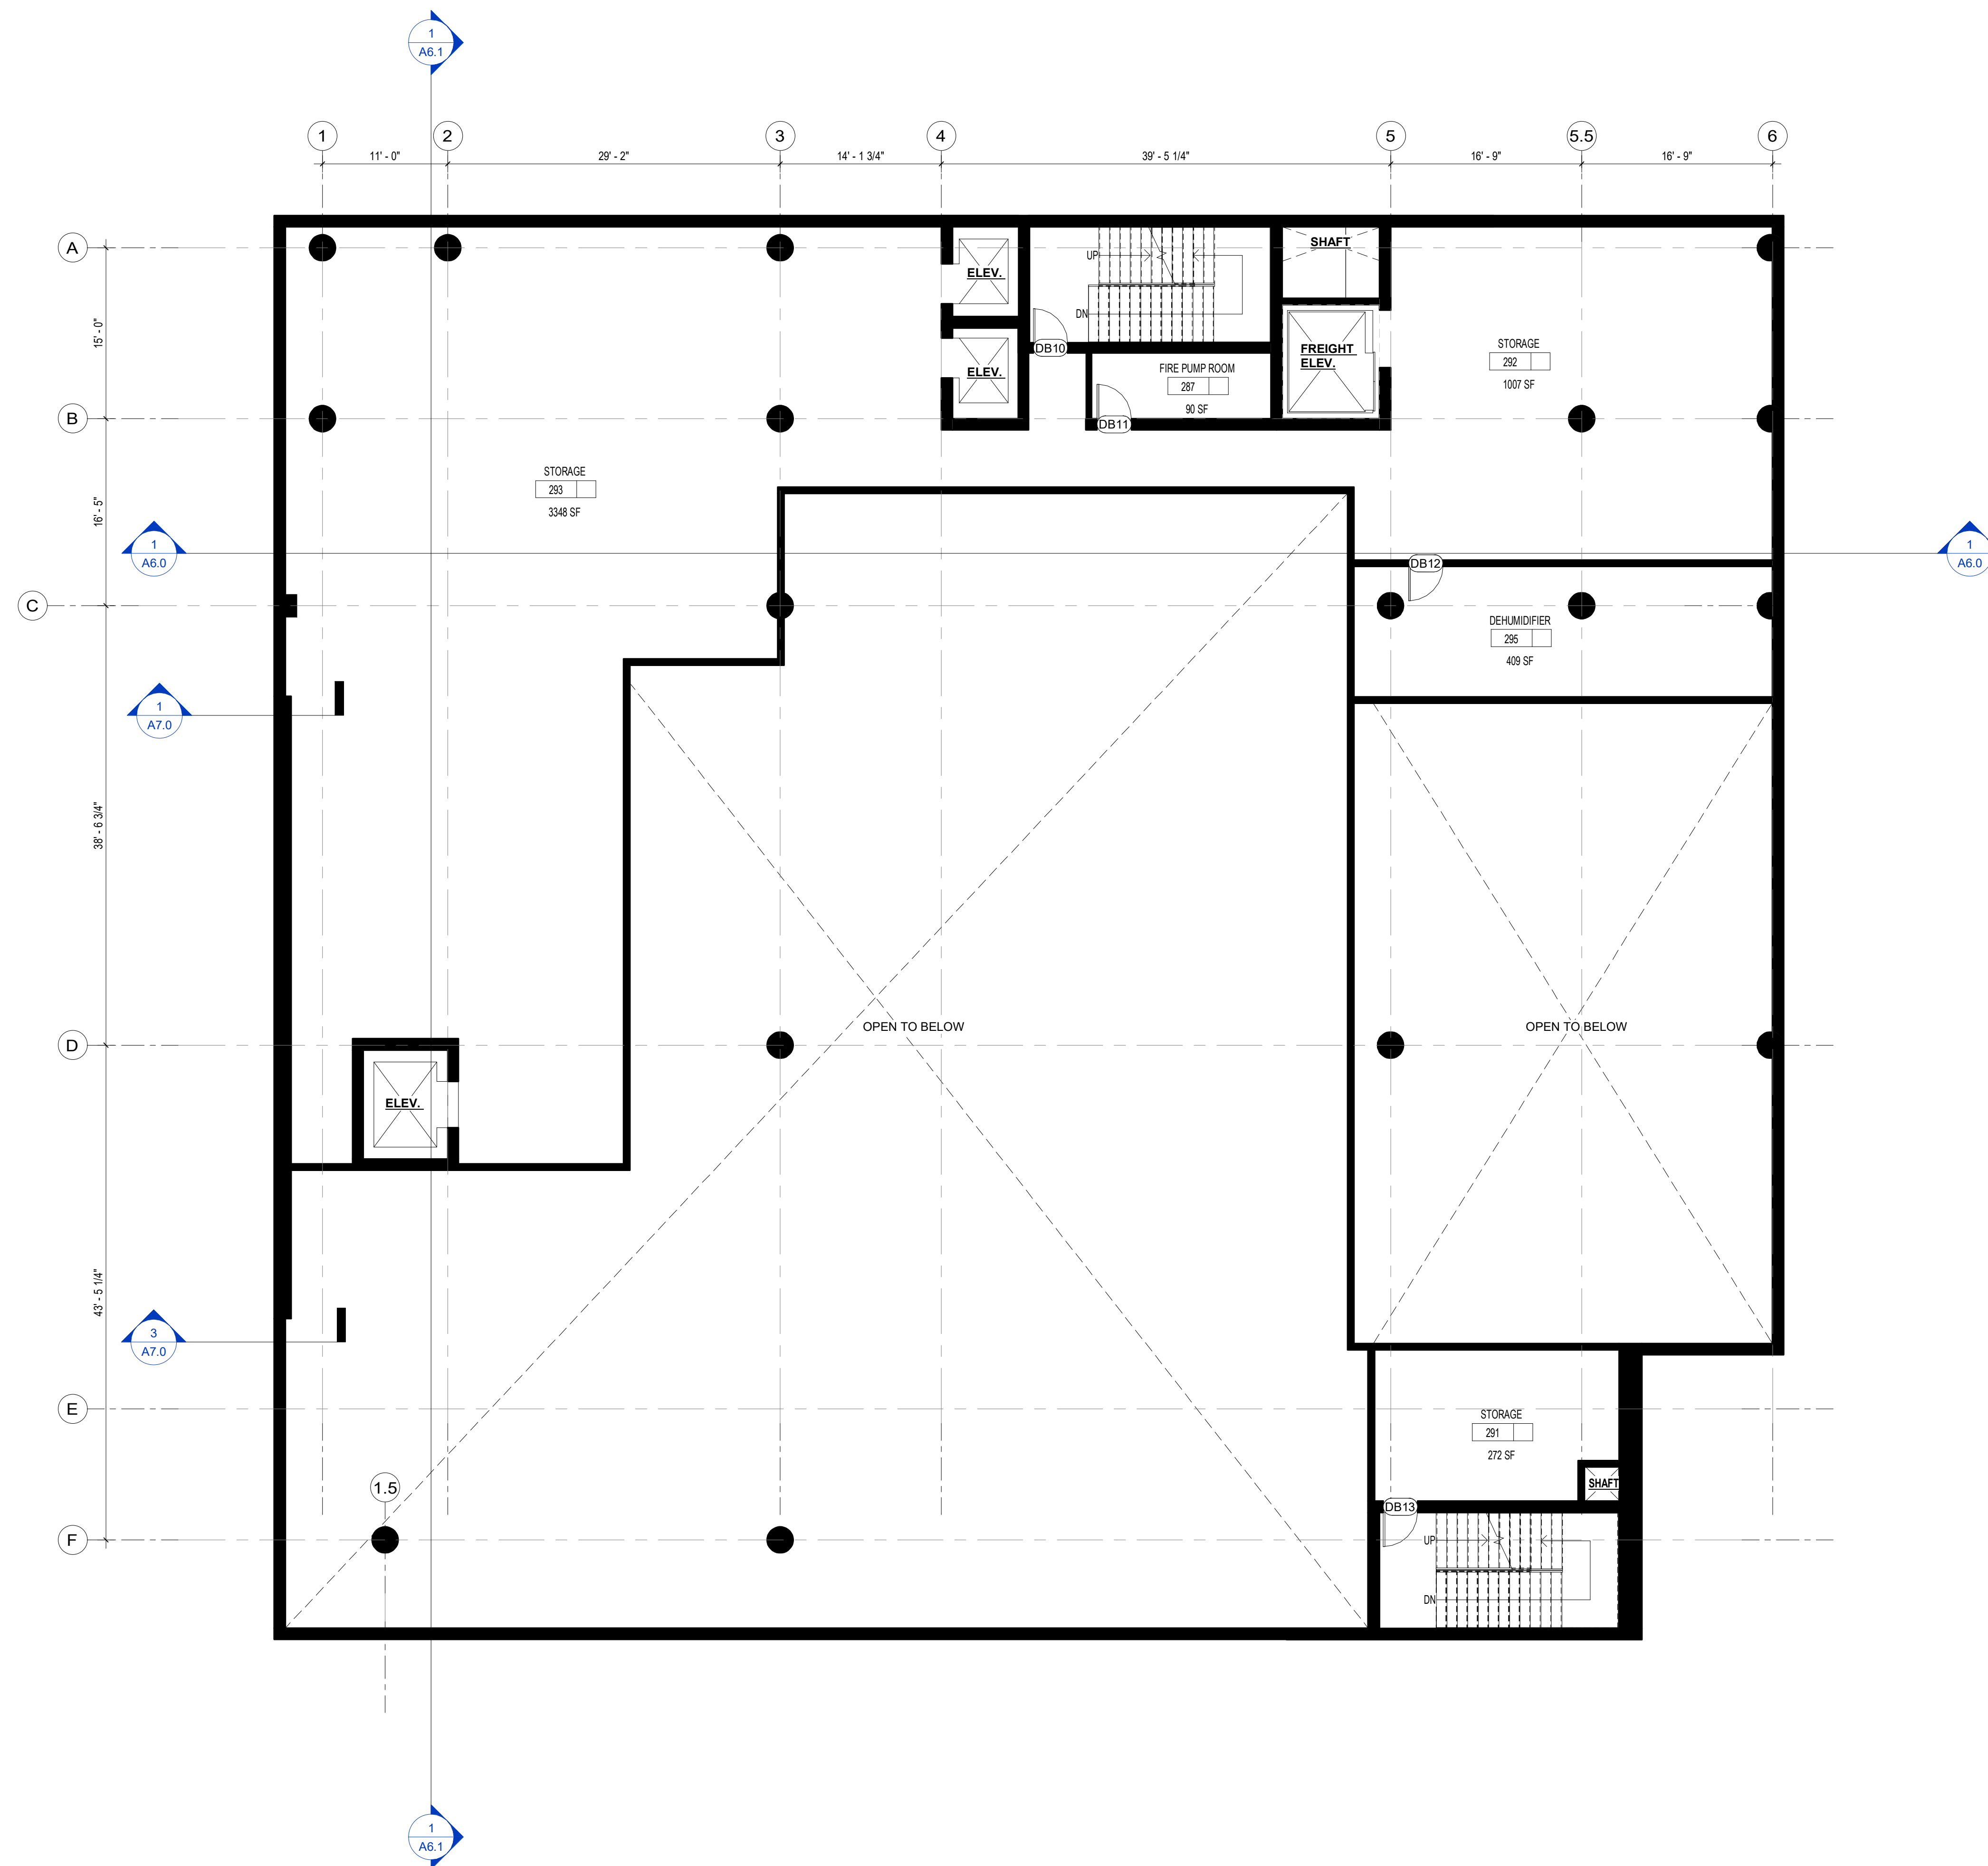 1
A6.1
1
2
3
4
5
5.5
6
11' - 0"
29' - 2"
14' - 1 3/4"
39' - 5 1/4"
16' - 9"
16' - 9"
A
SHAFT
UP
ELEV.
15' - 0"
DN
STORAGE
292
1007 SF
DB10
FREIGHT
ELEV.
ELEV.
FIRE PUMP ROOM
287
90 SF
B
DB11
STORAGE
293
3348 SF
16' - 5"
1
A6.0
1
A6.0
DB12
C
DEHUMIDIFIER
295
409 SF
1
A7.0
38' - 6 3/4"
OPEN TO BELOW
OPEN TO BELOW
D
ELEV.
43' - 5 1/4"
3
A7.0
E
STORAGE
291
272 SF
1.5
SHAFT
DB13
F
UP
DN
1
A6.1